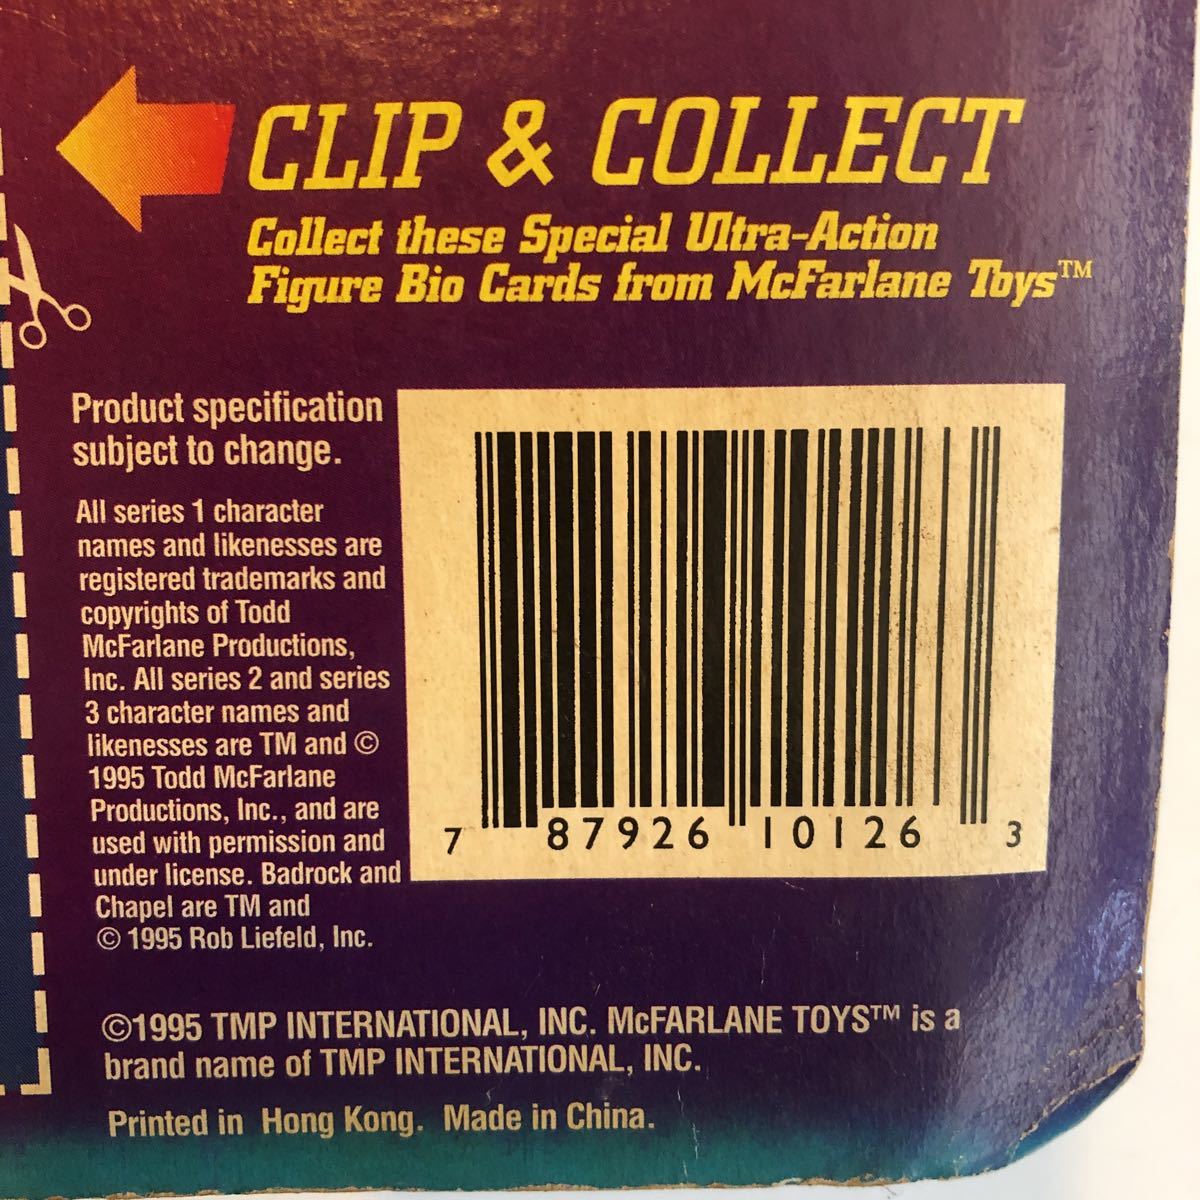 CLIP & COLLECT
Collect these Special Ultra-Action
Figure Bio Cards from McFarlane Toys™
Product specification
subject to change.
All series 1 character
names and likenesses are
registered trademarks and
copyrights of Todd
McFarlane Productions,
Inc. All series 2 and series
3 character names and
likenesses are TM and ©
1995 Todd McFarlane
Productions, Inc., and are
used with permission and
under license. Badrock and
Chapel are TM and
© 1995 Rob Liefeld, Inc.
7 87926 10126 3
©1995 TMP INTERNATIONAL, INC. McFARLANE TOYS™ is a
brand name of TMP INTERNATIONAL, INC.
Printed in Hong Kong. Made in China.